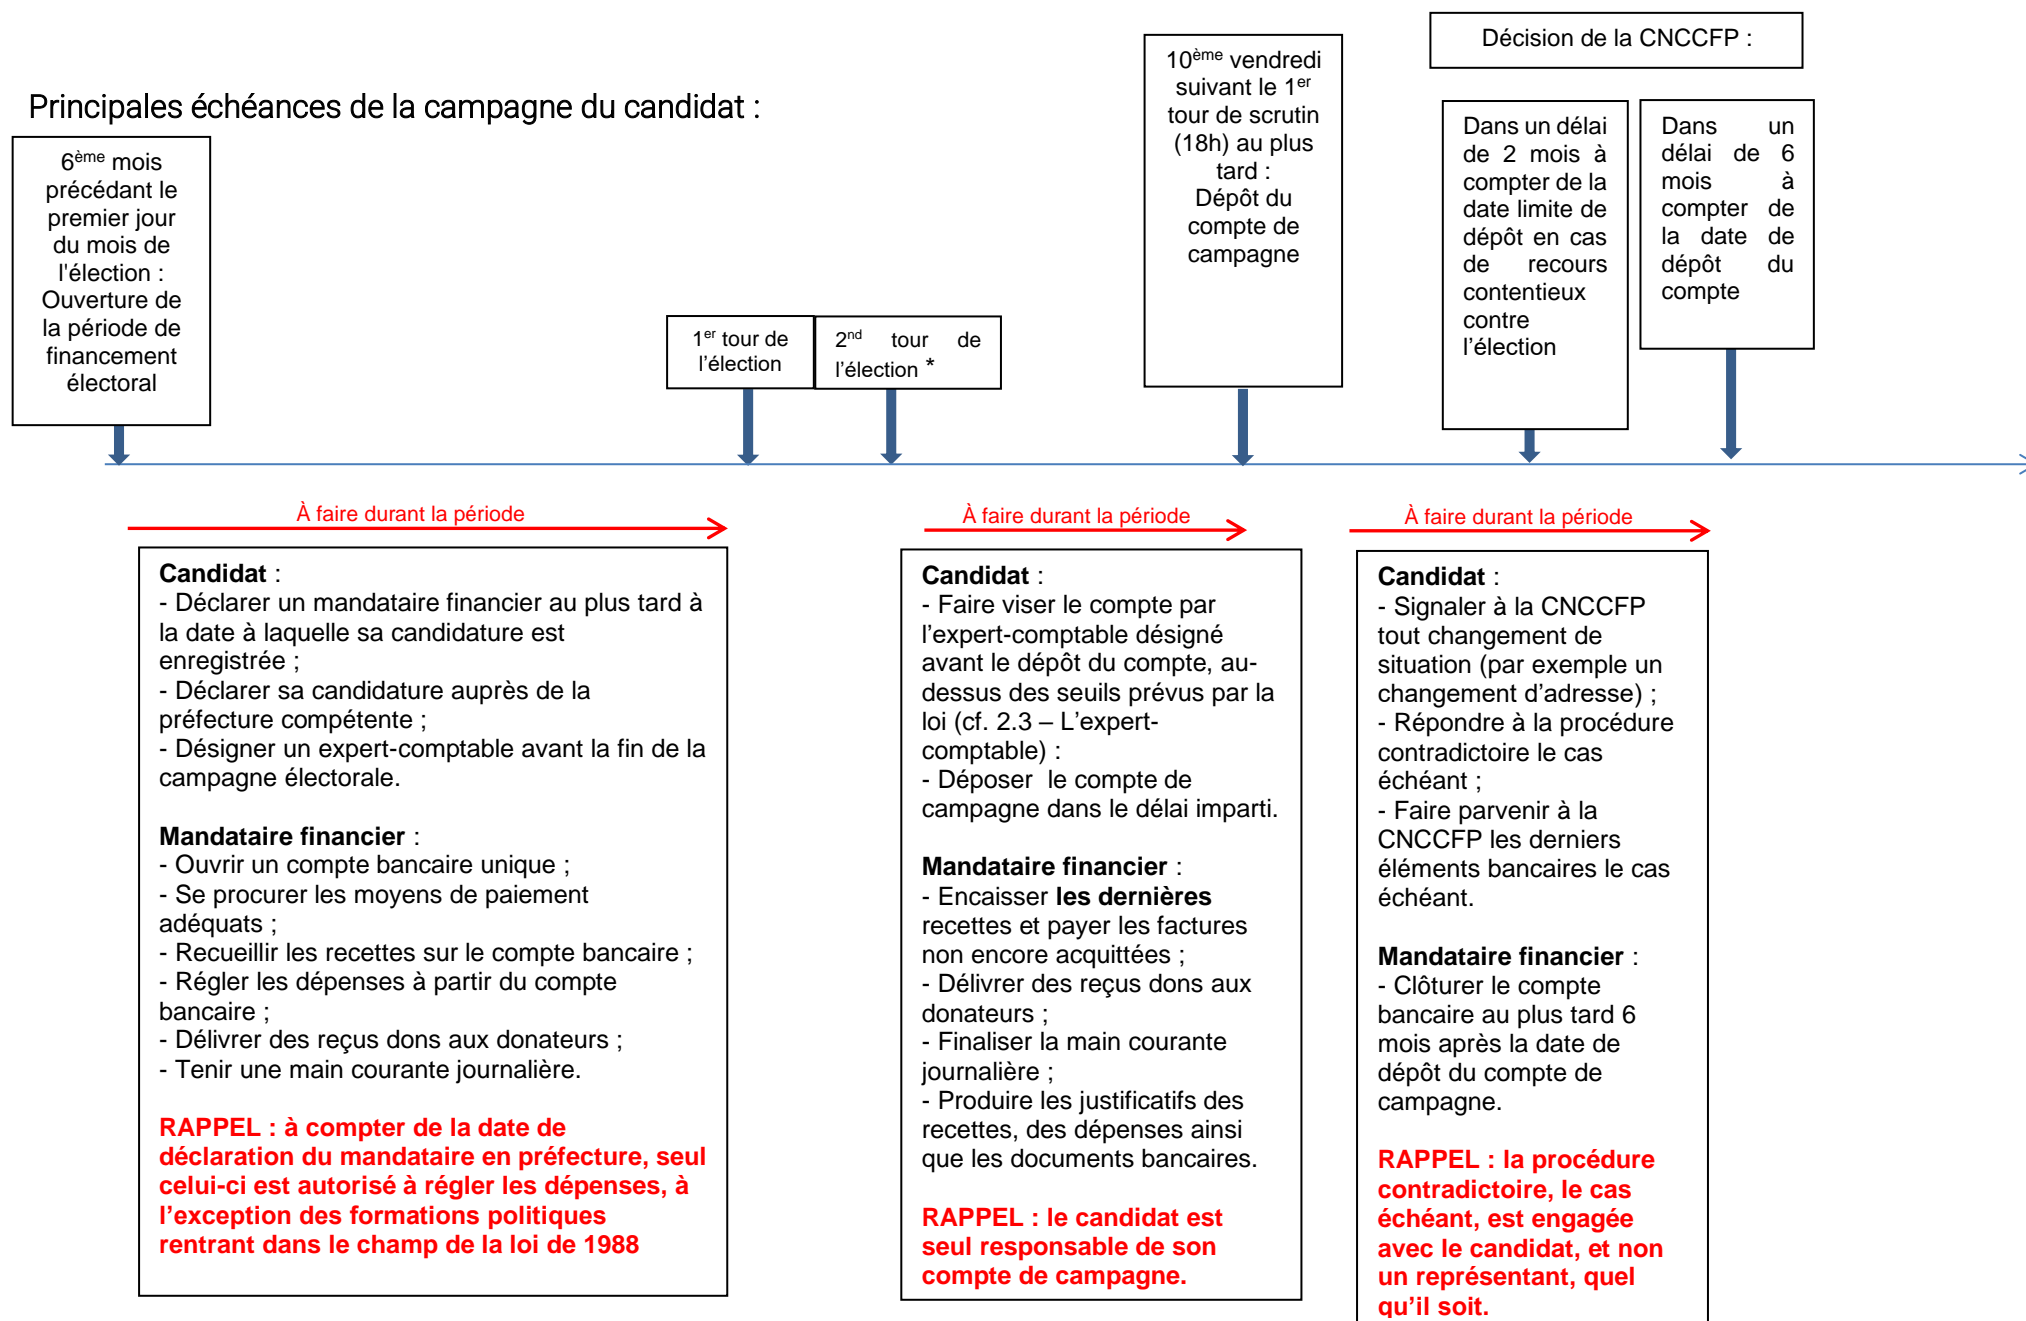 Principales échéances de la campagne du candidat :
6ème mois
précédant le
premier jour
du mois de
l'élection :
Ouverture de
la période de
financement
électoral
1er tour de
l’élection
2nd tour de
l’élection *
10ème vendredi
suivant le 1er
tour de scrutin
(18h) au plus
tard :
Dépôt du
compte de
campagne
Décision de la CNCCFP :
Dans un délai
de 2 mois à
compter de la
date limite de
dépôt en cas
de recours
contentieux
contre
l’élection
Dans un
délai de 6
mois à
compter de
la date de
dépôt du
compte
À faire durant la période
Candidat :
- Déclarer un mandataire financier au plus tard à
la date à laquelle sa candidature est
enregistrée ;
- Déclarer sa candidature auprès de la
préfecture compétente ;
- Désigner un expert-comptable avant la fin de la
campagne électorale.
Mandataire financier :
- Ouvrir un compte bancaire unique ;
- Se procurer les moyens de paiement
adéquats ;
- Recueillir les recettes sur le compte bancaire ;
- Régler les dépenses à partir du compte
bancaire ;
- Délivrer des reçus dons aux donateurs ;
- Tenir une main courante journalière.
RAPPEL : à compter de la date de
déclaration du mandataire en préfecture, seul
celui-ci est autorisé à régler les dépenses, à
l’exception des formations politiques
rentrant dans le champ de la loi de 1988
À faire durant la période
Candidat :
- Faire viser le compte par
l’expert-comptable désigné
avant le dépôt du compte, au-
dessus des seuils prévus par la
loi (cf. 2.3 – L’expert-
comptable) :
- Déposer le compte de
campagne dans le délai imparti.
Mandataire financier :
- Encaisser les dernières
recettes et payer les factures
non encore acquittées ;
- Délivrer des reçus dons aux
donateurs ;
- Finaliser la main courante
journalière ;
- Produire les justificatifs des
recettes, des dépenses ainsi
que les documents bancaires.
RAPPEL : le candidat est
seul responsable de son
compte de campagne.
À faire durant la période
Candidat :
- Signaler à la CNCCFP
tout changement de
situation (par exemple un
changement d’adresse) ;
- Répondre à la procédure
contradictoire le cas
échéant ;
- Faire parvenir à la
CNCCFP les derniers
éléments bancaires le cas
échéant.
Mandataire financier :
- Clôturer le compte
bancaire au plus tard 6
mois après la date de
dépôt du compte de
campagne.
RAPPEL : la procédure
contradictoire, le cas
échéant, est engagée
avec le candidat, et non
un représentant, quel
qu’il soit.